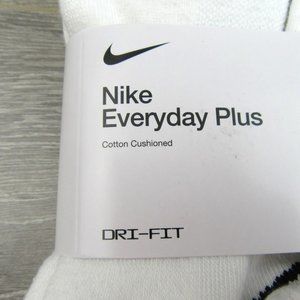 Nike
Everyday Plus
Cotton Cushioned
DRI-FIT